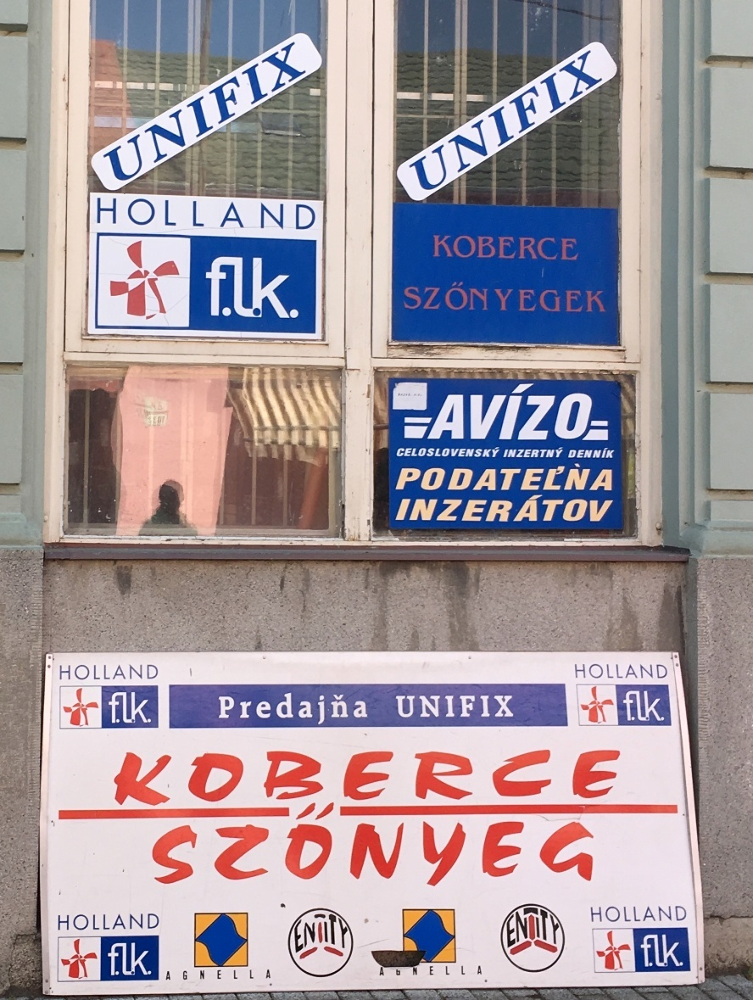 UNIFIX
UNIFIX
HOLLAND
f.l.k.
KOBERCE
SZŐNYEGEK
AVÍZO
CELOSLOVENSKÝ INZERTNÝ DENNÍK
PODATEĽŇA
INZERÁTOV
HOLLAND
f.l.k.
Predajňa UNIFIX
HOLLAND
f.l.k.
KOBERCE
SZŐNYEG
HOLLAND
f.l.k.
AGNELLA
ENTITY
AGNELLA
ENTITY
HOLLAND
f.l.k.